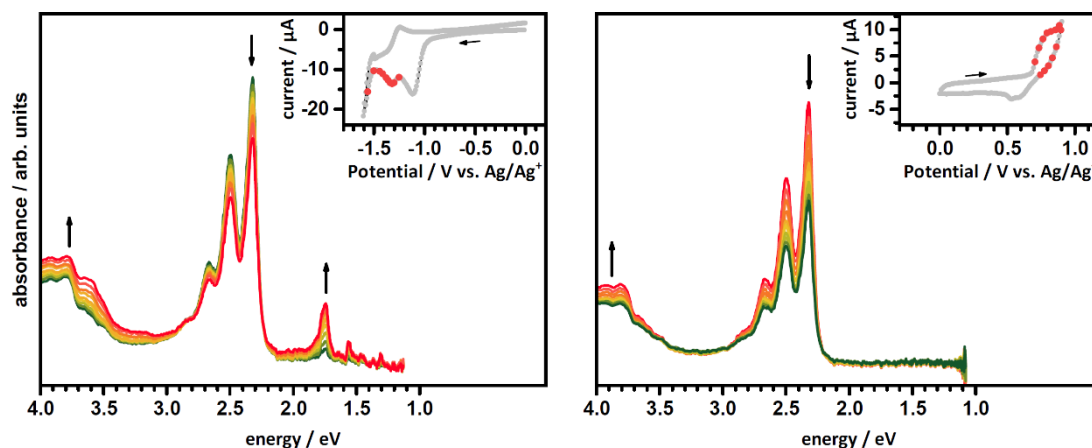 current / µA
0
-10
-20
-1.5 -1.0 -0.5 0.0
Potential / V vs. Ag/Ag+
absorbance / arb. units
4.0 3.5 3.0 2.5 2.0 1.5 1.0
energy / eV
current / µA
10
5
0
-5
0.0 0.5 1.0
Potential / V vs. Ag/Ag
4.0 3.5 3.0 2.5 2.0 1.5 1.0
energy / eV